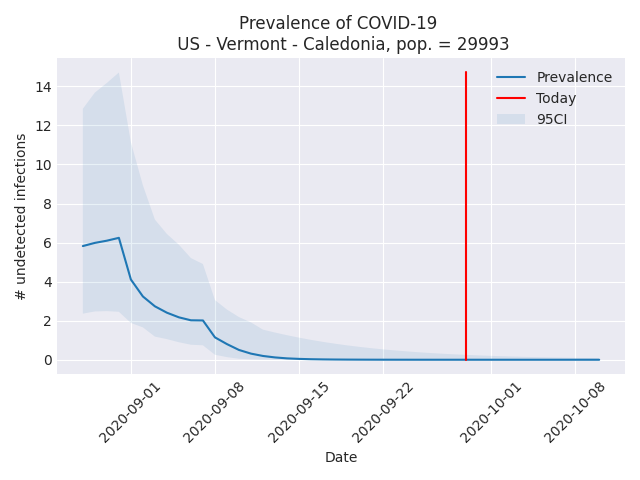 Prevalence of COVID-19
US - Vermont - Caledonia, pop. = 29993
Prevalence
Today
95CI
# undetected infections
14
12
10
8
6
4
2
0
2020-09-01
2020-09-08
2020-09-15
2020-09-22
2020-10-01
2020-10-08
Date